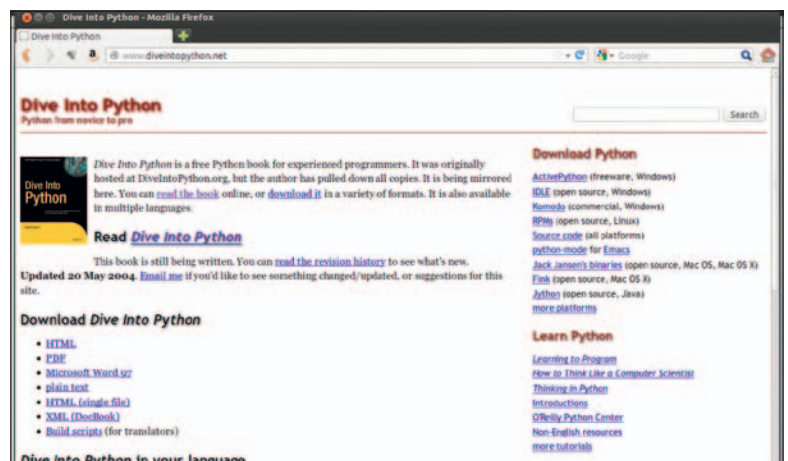 Dive Into Python - Mozilla Firefox
Dive Into Python
www.diveintopython.net
Google
Dive Into Python
Python from novice to pro
Search
Dive Into
Python
Dive Into Python is a free Python book for experienced programmers. It was originally
hosted at DiveIntoPython.org, but the author has pulled down all copies. It is being mirrored
here. You can read the book online, or download it in a variety of formats. It is also available
in multiple languages.
Read Dive Into Python
This book is still being written. You can read the revision history to see what's new.
Updated 20 May 2004. Email me if you'd like to see something changed/updated, or suggestions for this
site.
Download Dive Into Python
• HTML
• PDF
• Microsoft Word 97
• plain text
• HTML (single file)
• XML (DocBook)
• Build scripts (for translators)
Dive Into Python in your language
Download Python
ActivePython (freeware, Windows)
IDLE (open source, Windows)
Komodo (commercial, Windows)
RPMs (open source, Linux)
Source code (all platforms)
python-mode for Emacs
Jack Jansen's binaries (open source, Mac OS, Mac OS X)
Fink (open source, Mac OS X)
Jython (open source, Java)
more platforms
Learn Python
Learning to Program
How to Think Like a Computer Scientist
Thinking in Python
Introductions
O'Reilly Python Center
Non-English resources
more tutorials